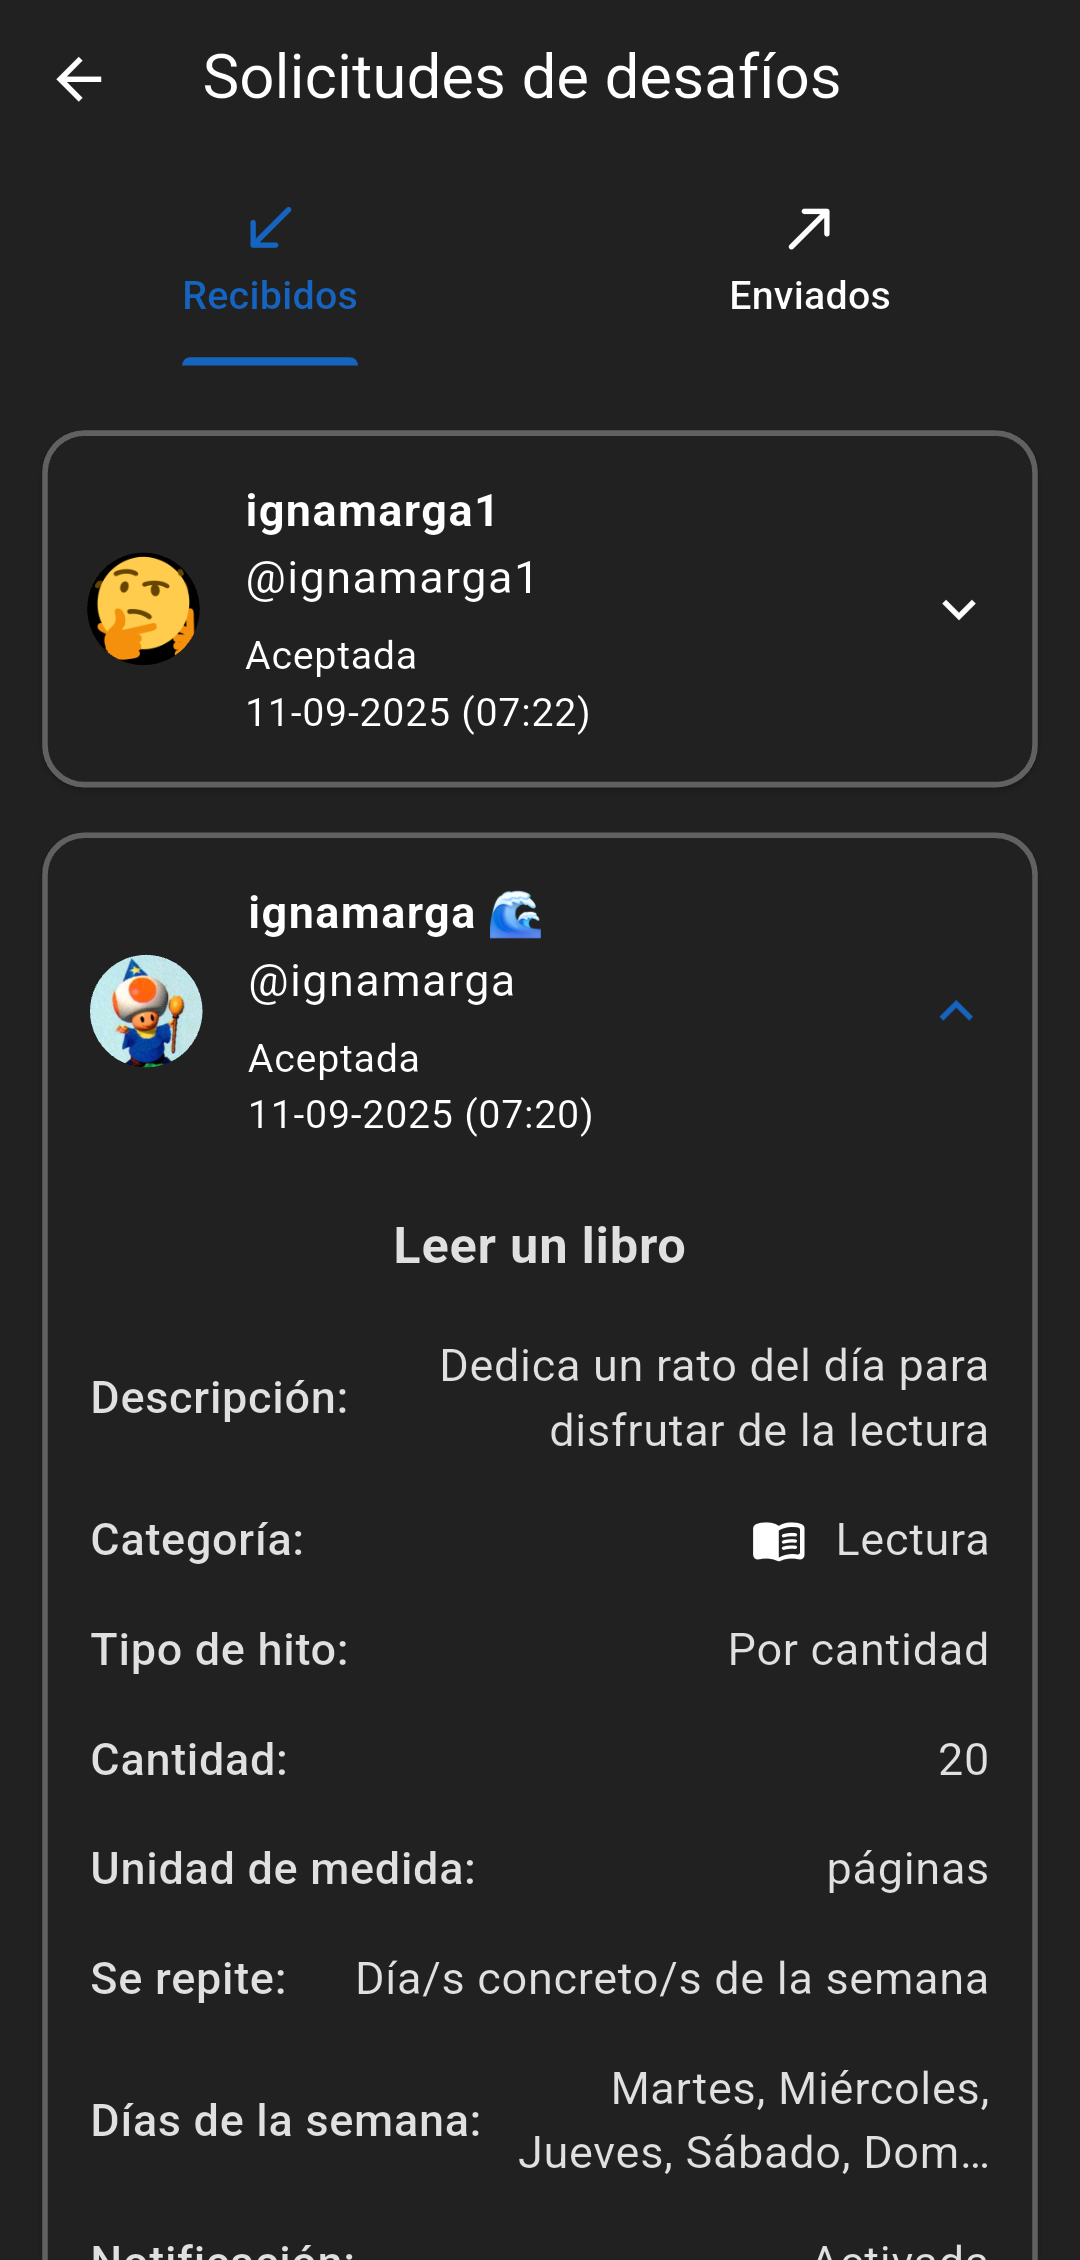 Solicitudes de desafíos
Recibidos
Enviados
ignamarga1
@ignamarga1
Aceptada
11-09-2025 (07:22)
ignamarga 🌊
@ignamarga
Aceptada
11-09-2025 (07:20)
Leer un libro
Descripción:
Dedica un rato del día para
disfrutar de la lectura
Categoría:
Lectura
Tipo de hito:
Por cantidad
Cantidad:
20
Unidad de medida:
páginas
Se repite:
Día/s concreto/s de la semana
Días de la semana:
Martes, Miércoles,
Jueves, Sábado, Dom…
Notificación:
Activada